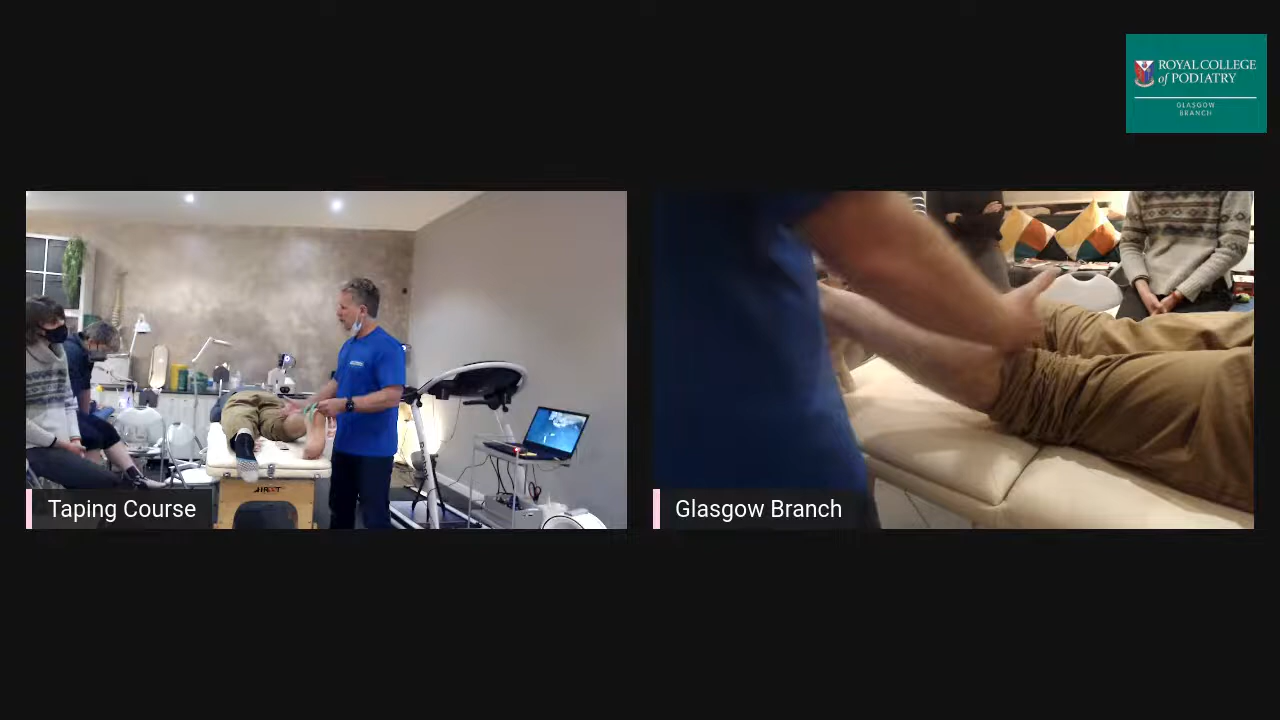 ROYAL COLLEGE
of PODIATRY
GLASGOW
BRANCH
Taping Course
Glasgow Branch